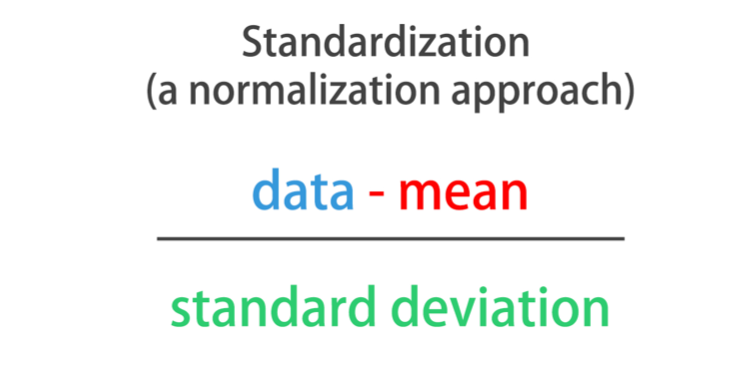 Standardization
(a normalization approach)
data - mean
standard deviation